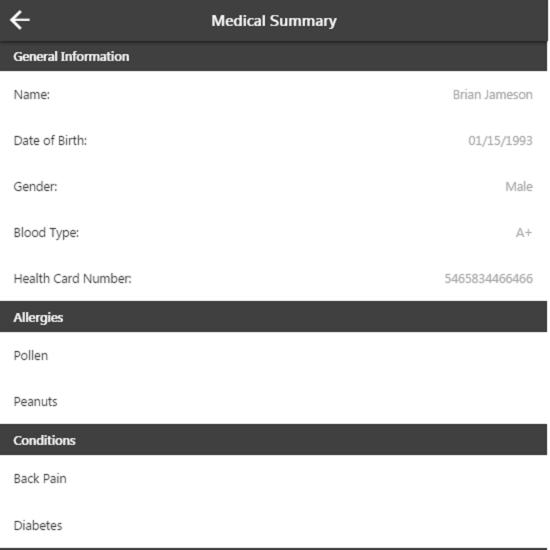 Medical Summary
General Information
Name: Brian Jameson
Date of Birth: 01/15/1993
Gender: Male
Blood Type: A+
Health Card Number: 5465834466466
Allergies
Pollen
Peanuts
Conditions
Back Pain
Diabetes